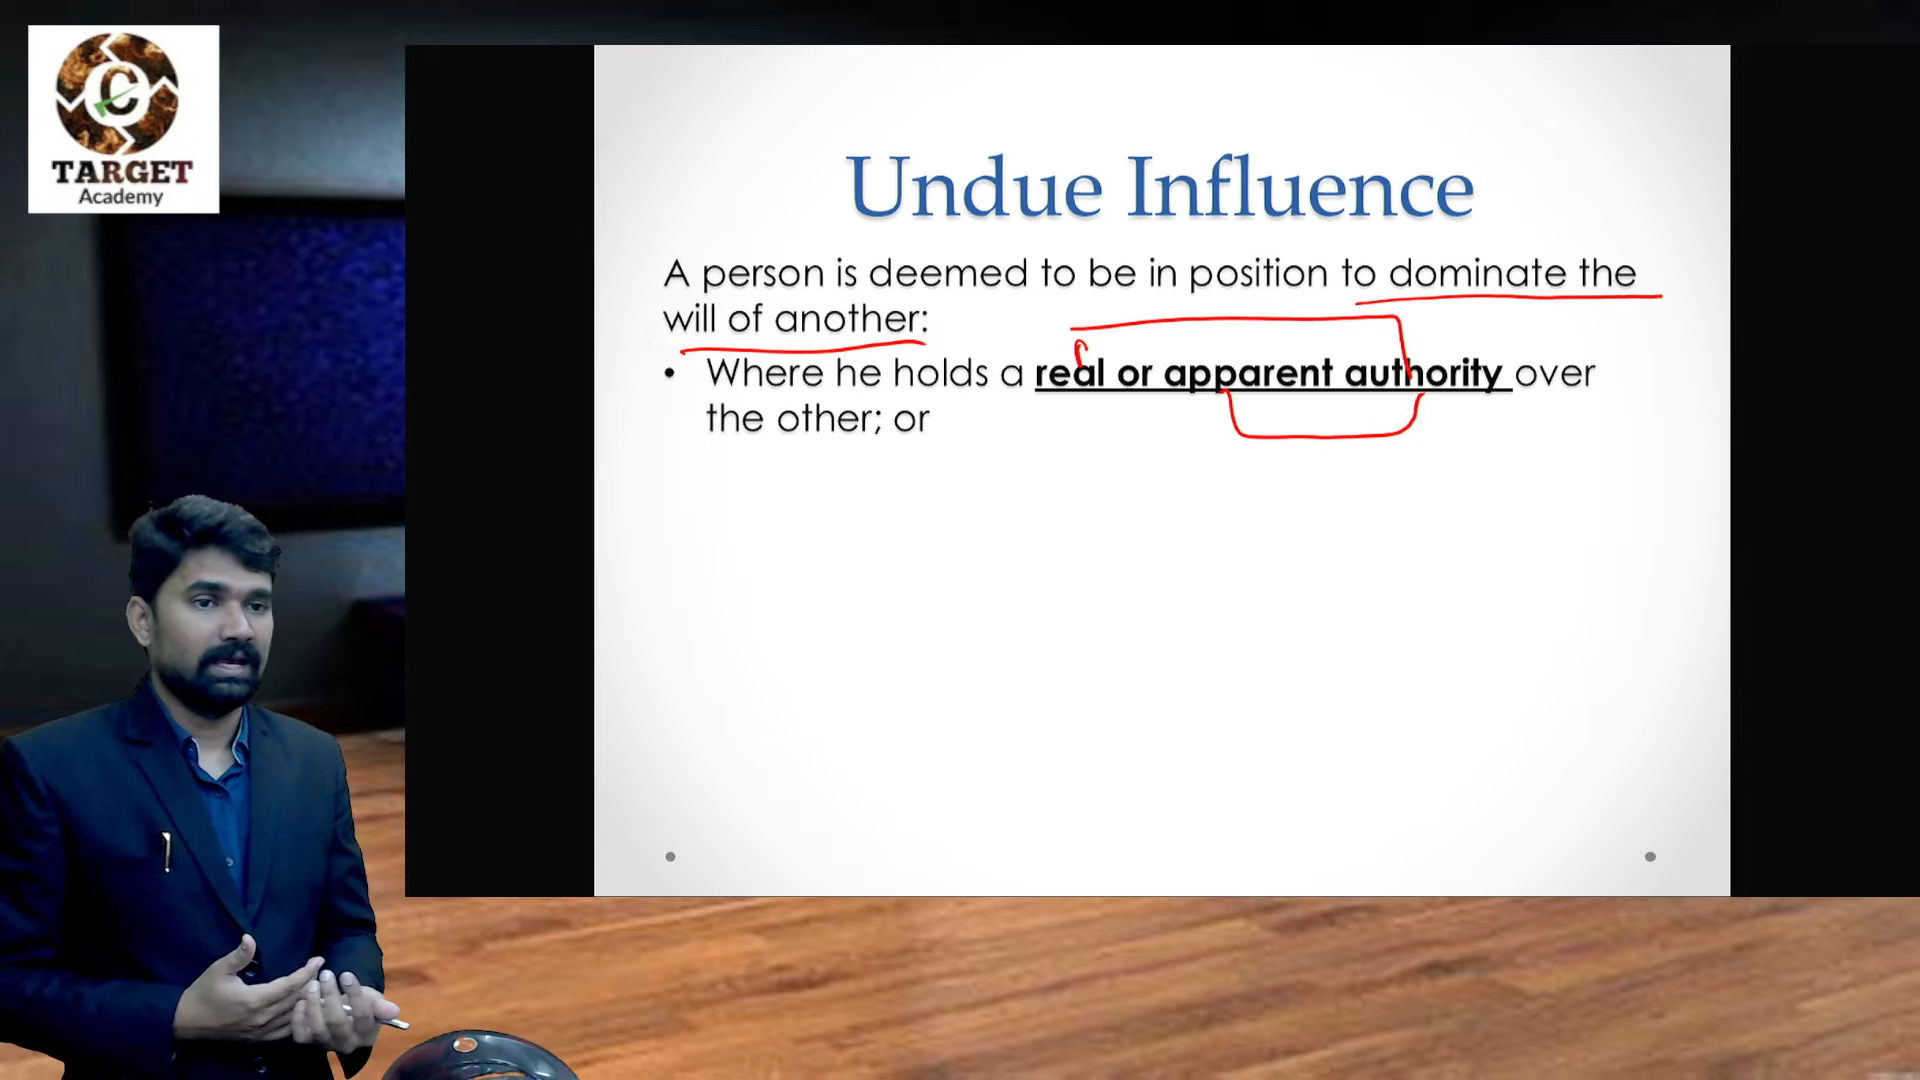 TARGET
Academy
Undue Influence
A person is deemed to be in position to dominate the
will of another:
• Where he holds a real or apparent authority over
the other; or